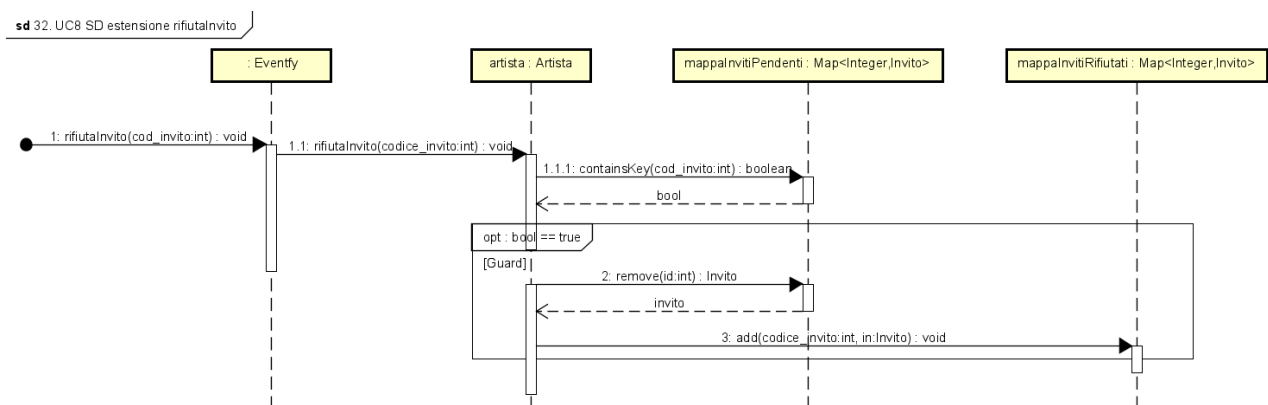 sd 32. UC8 SD estensione rifiutaInvito
: Eventfy
artista : Artista
mappaInvitiPendenti : Map<Integer,Invito>
mappaInvitiRifiutati : Map<Integer,Invito>
1: rifiutaInvito(cod_invito:int) : void
1.1: rifiutaInvito(codice_invito:int) : void
1.1.1: containsKey(cod_invito:int) : boolean
bool
opt : bool == true
[Guard]
2: remove(id:int) : Invito
invito
3: add(codice_invito:int, in:Invito) : void